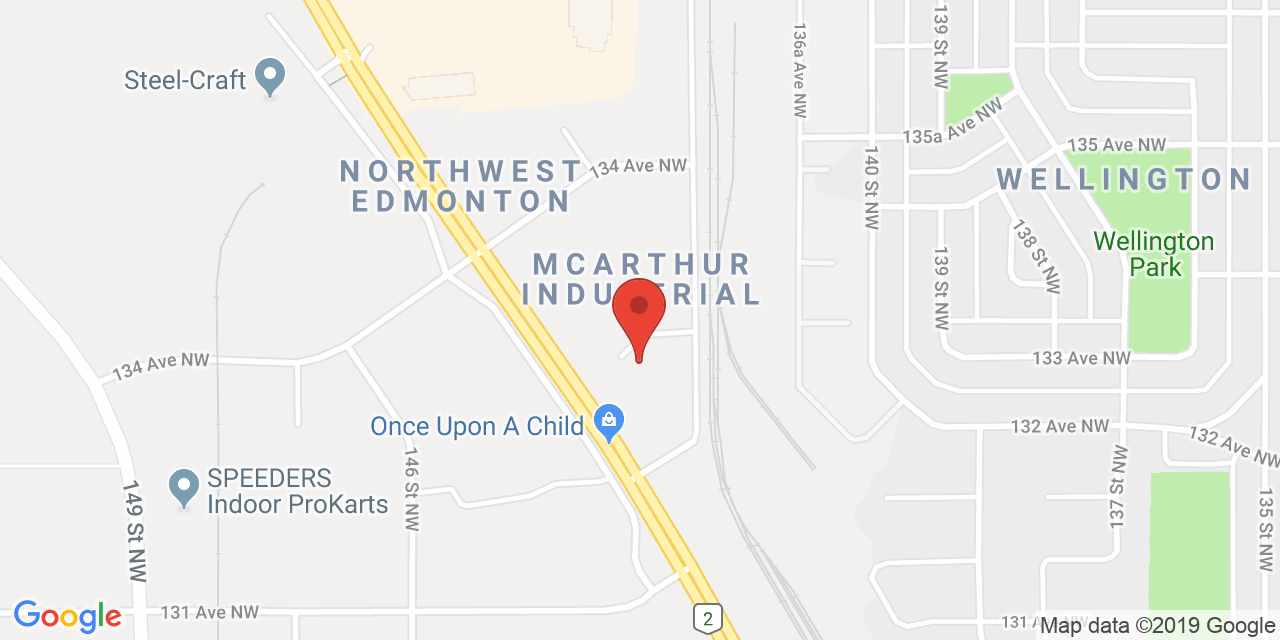 Steel-Craft
NORTHWEST
EDMONTON
134 Ave NW
MCARTHUR
INDUSTRIAL
136a Ave NW
139 St NW
135a Ave NW
135 Ave NW
140 St NW
WELLINGTON
Wellington
Park
138 St NW
139 St NW
133 Ave NW
134 Ave NW
Once Upon A Child
132 Ave NW
132 Ave NW
146 St NW
SPEEDERS
Indoor ProKarts
149 St NW
137 St NW
135 St NW
131 Ave NW
131 Ave NW
2
Google
Map data ©2019 Google